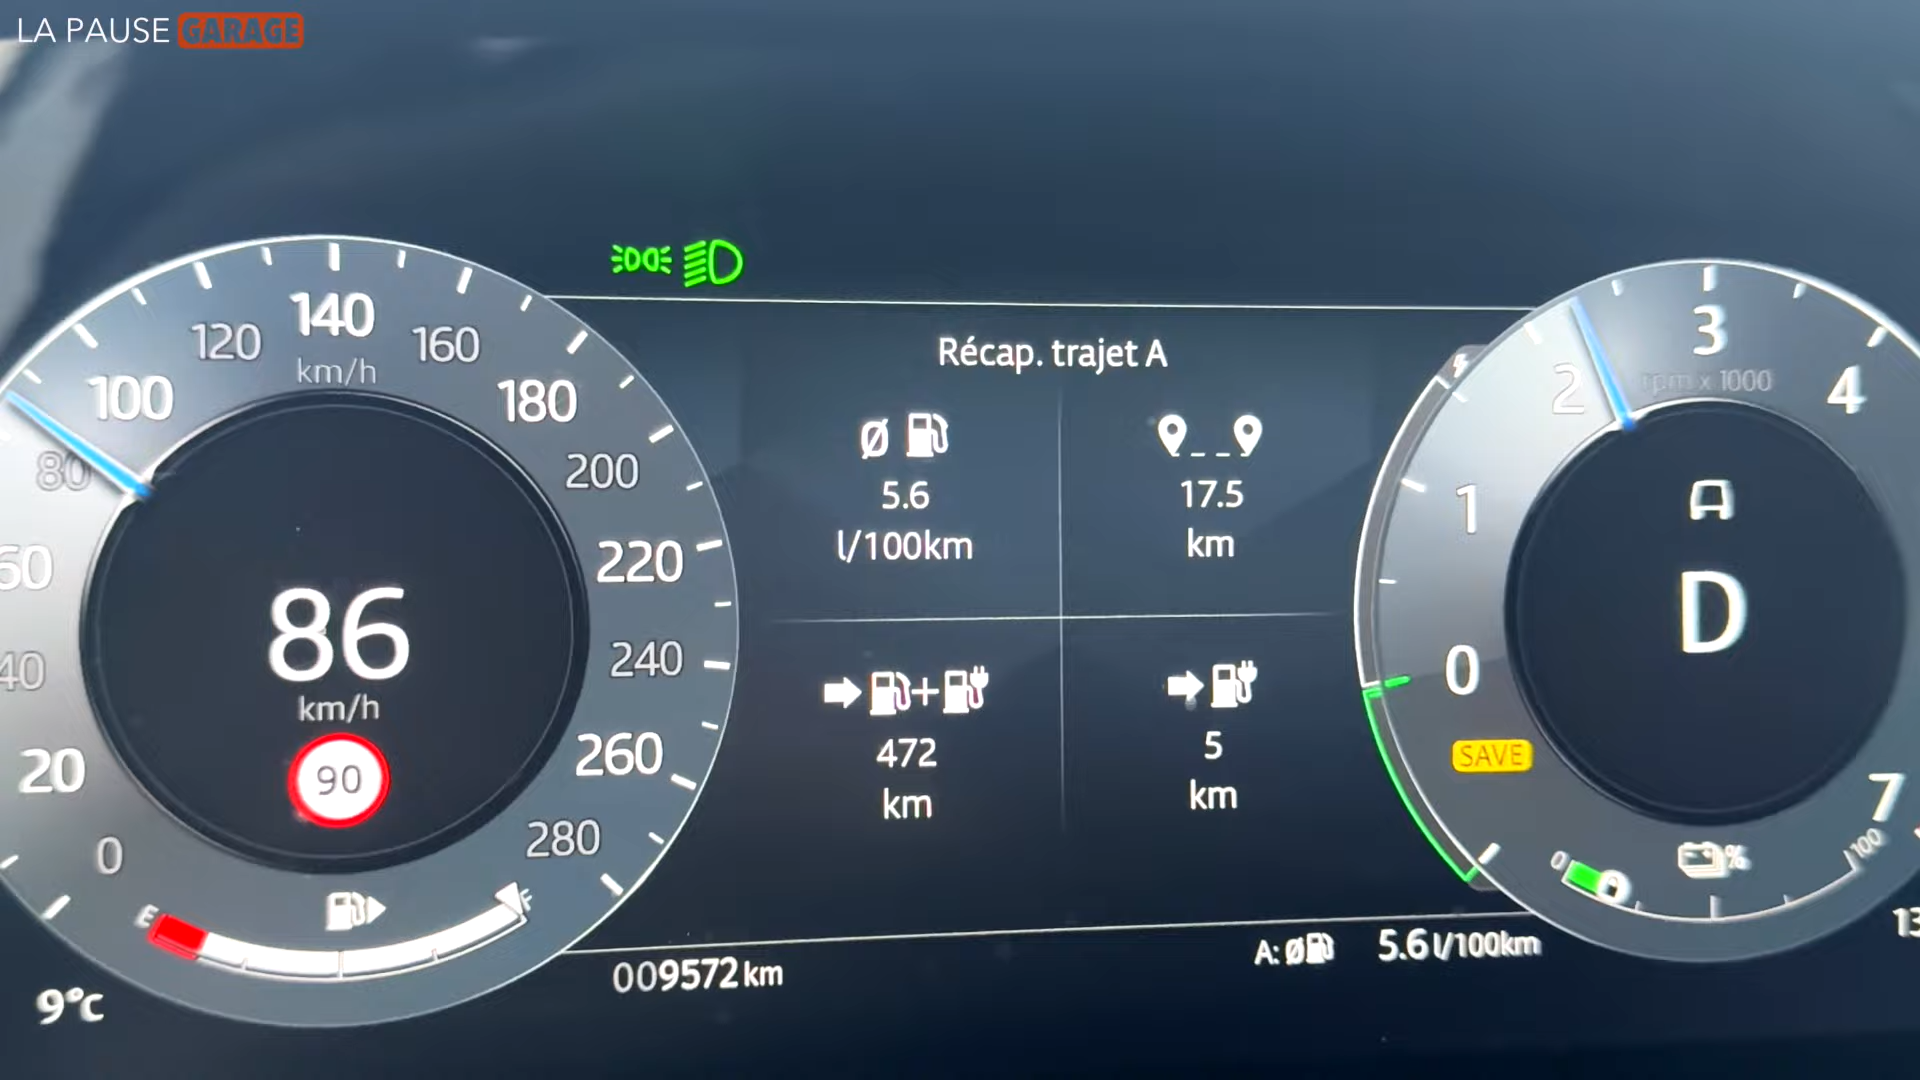 LA PAUSE GARAGE
140
120
160
km/h
100
180
80
200
60
220
40
240
20
260
0
280
86
km/h
90
E
F
9°c
Récap. trajet A
Ø
5.6
l/100km
17.5
km
+
472
km
5
km
009572 km
A: Ø 5.6 l/100km
3
rpm x 1000
2
4
1
0
SAVE
D
7
0
%
100